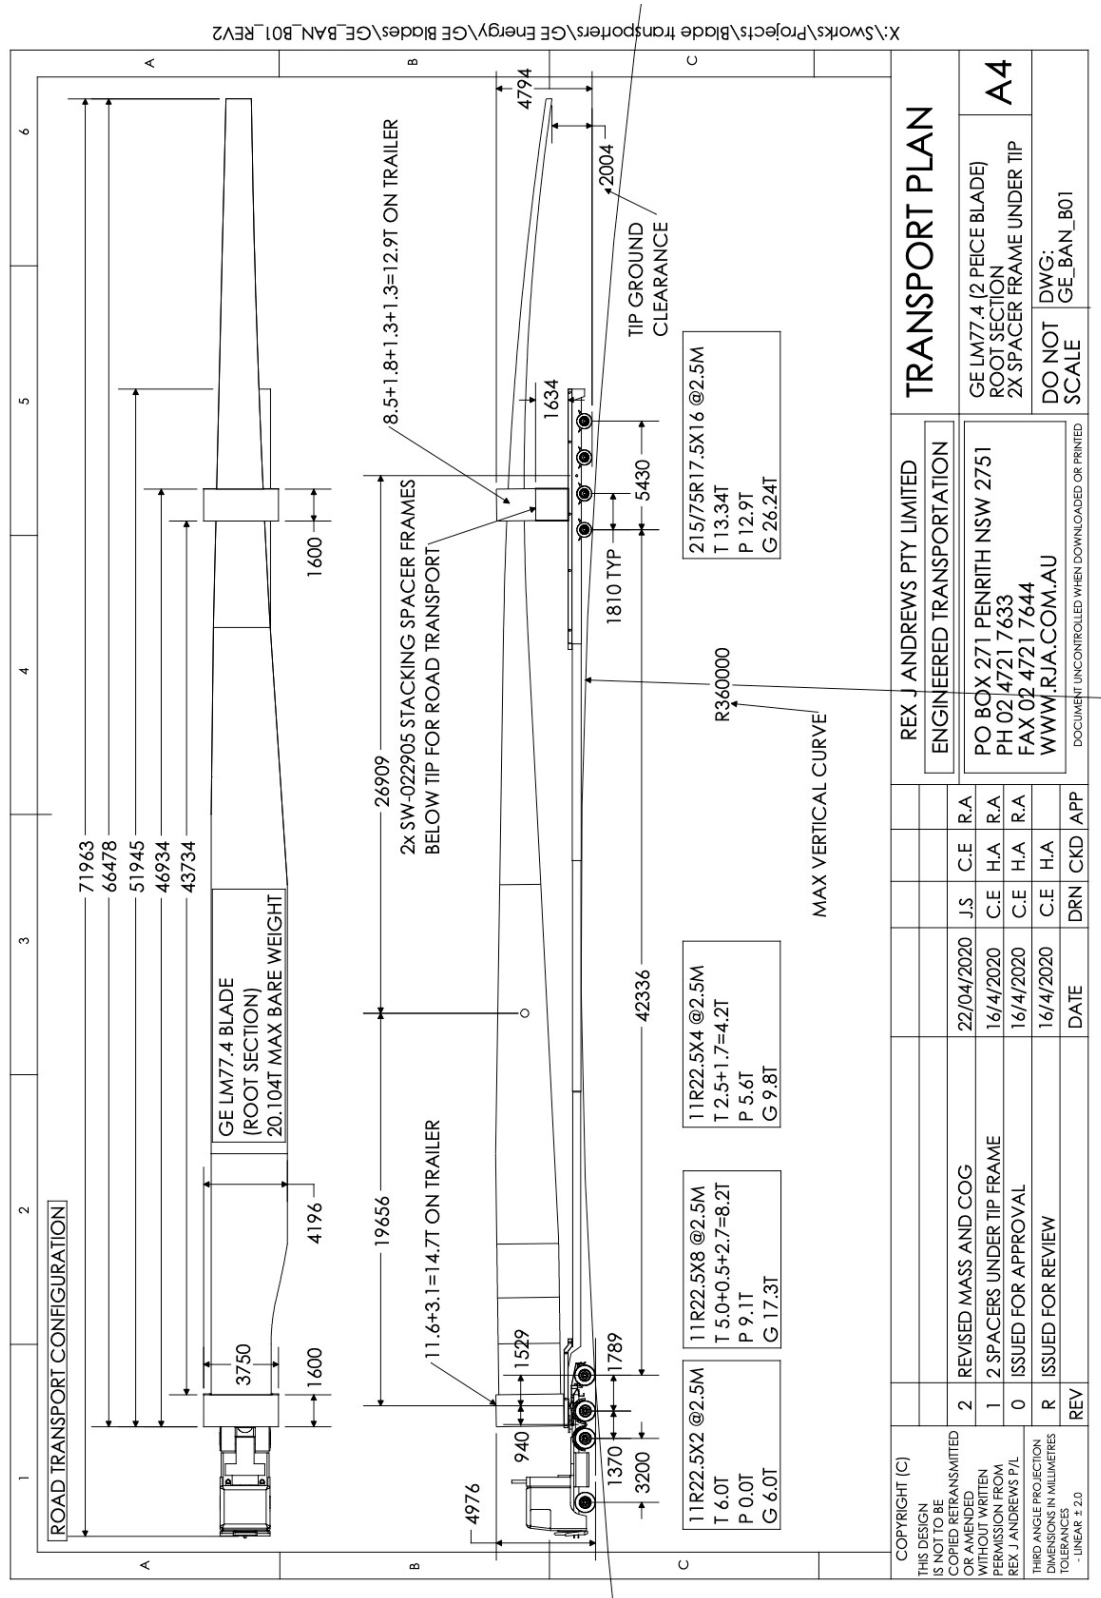 X:\Sworks\Projects\Blade transporters\GE Energy\GE Blades\GE_BAN_B01_REV2
1
2
3
4
5
6
A
B
C
A
B
C
ROAD TRANSPORT CONFIGURATION
71963
66478
51945
46934
43734
3750
1600
4196
1600
GE LM77.4 BLADE
(ROOT SECTION)
20.104T MAX BARE WEIGHT
19656
26909
11.6+3.1=14.7T ON TRAILER
2x SW-022905 STACKING SPACER FRAMES
BELOW TIP FOR ROAD TRANSPORT
8.5+1.8+1.3+1.3=12.9T ON TRAILER
4976
940
1529
1370
1789
3200
42336
1634
1810 TYP
5430
4794
2004
TIP GROUND
CLEARANCE
R360000
MAX VERTICAL CURVE
11R22.5X2 @2.5M
T 6.0T
P 0.0T
G 6.0T
11R22.5X8 @2.5M
T 5.0+0.5+2.7=8.2T
P 9.1T
G 17.3T
11R22.5X4 @2.5M
T 2.5+1.7=4.2T
P 5.6T
G 9.8T
215/75R17.5X16 @2.5M
T 13.34T
P 12.9T
G 26.24T
COPYRIGHT (C)
THIS DESIGN
IS NOT TO BE
COPIED RETRANSMITTED
OR AMENDED
WITHOUT WRITTEN
PERMISSION FROM
REX J ANDREWS P/L
THIRD ANGLE PROJECTION
DIMENSIONS IN MILLIMETRES
TOLERANCES
- LINEAR ± 2.0
2 REVISED MASS AND COG 22/04/2020 J.S C.E R.A
1 2 SPACERS UNDER TIP FRAME 16/4/2020 C.E H.A R.A
0 ISSUED FOR APPROVAL 16/4/2020 C.E H.A R.A
R ISSUED FOR REVIEW 16/4/2020 C.E H.A
REV DATE DRN CKD APP
REX J ANDREWS PTY LIMITED
ENGINEERED TRANSPORTATION
PO BOX 271 PENRITH NSW 2751
PH 02 4721 7633
FAX 02 4721 7644
WWW.RJA.COM.AU
DOCUMENT UNCONTROLLED WHEN DOWNLOADED OR PRINTED
TRANSPORT PLAN
GE LM77.4 (2 PEICE BLADE)
ROOT SECTION
2X SPACER FRAME UNDER TIP
A4
DO NOT
SCALE
DWG:
GE_BAN_B01